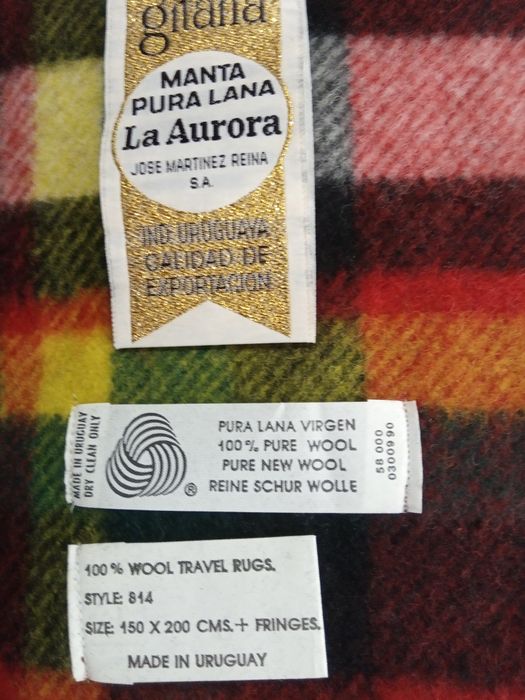 gitana
MANTA
PURA LANA
La Aurora
JOSE MARTINEZ REINA
S.A.
IND. URUGUAYA
CALIDAD DE
EXPORTACION
MADE IN URUGUAY
DRY CLEAN ONLY
®
PURA LANA VIRGEN
100% PURE WOOL
PURE NEW WOOL
REINE SCHUR WOLLE
58 000
0300990
100% WOOL TRAVEL RUGS.
STYLE: 814
SIZE: 150 X 200 CMS.+ FRINGES.
MADE IN URUGUAY